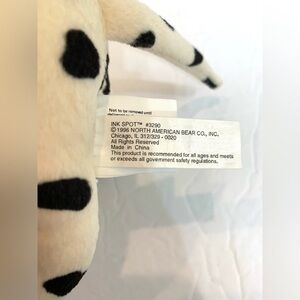 Not to be removed until
INK SPOT™ #3290
©1996 NORTH AMERICAN BEAR CO., INC.
Chicago, IL 312/329 - 0020
All Rights Reserved
Made in China
This product is recommended for all ages and meets
or exceeds all government safety regulations.